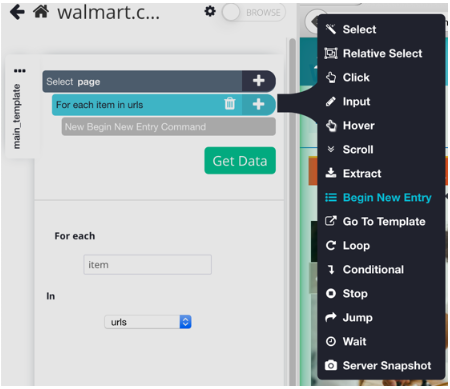 walmart.c...
BROWSE
main_template
Select page
For each item in urls
New Begin New Entry Command
Get Data
For each
item
In
urls
Select
Relative Select
Click
Input
Hover
Scroll
Extract
Begin New Entry
Go To Template
Loop
Conditional
Stop
Jump
Wait
Server Snapshot